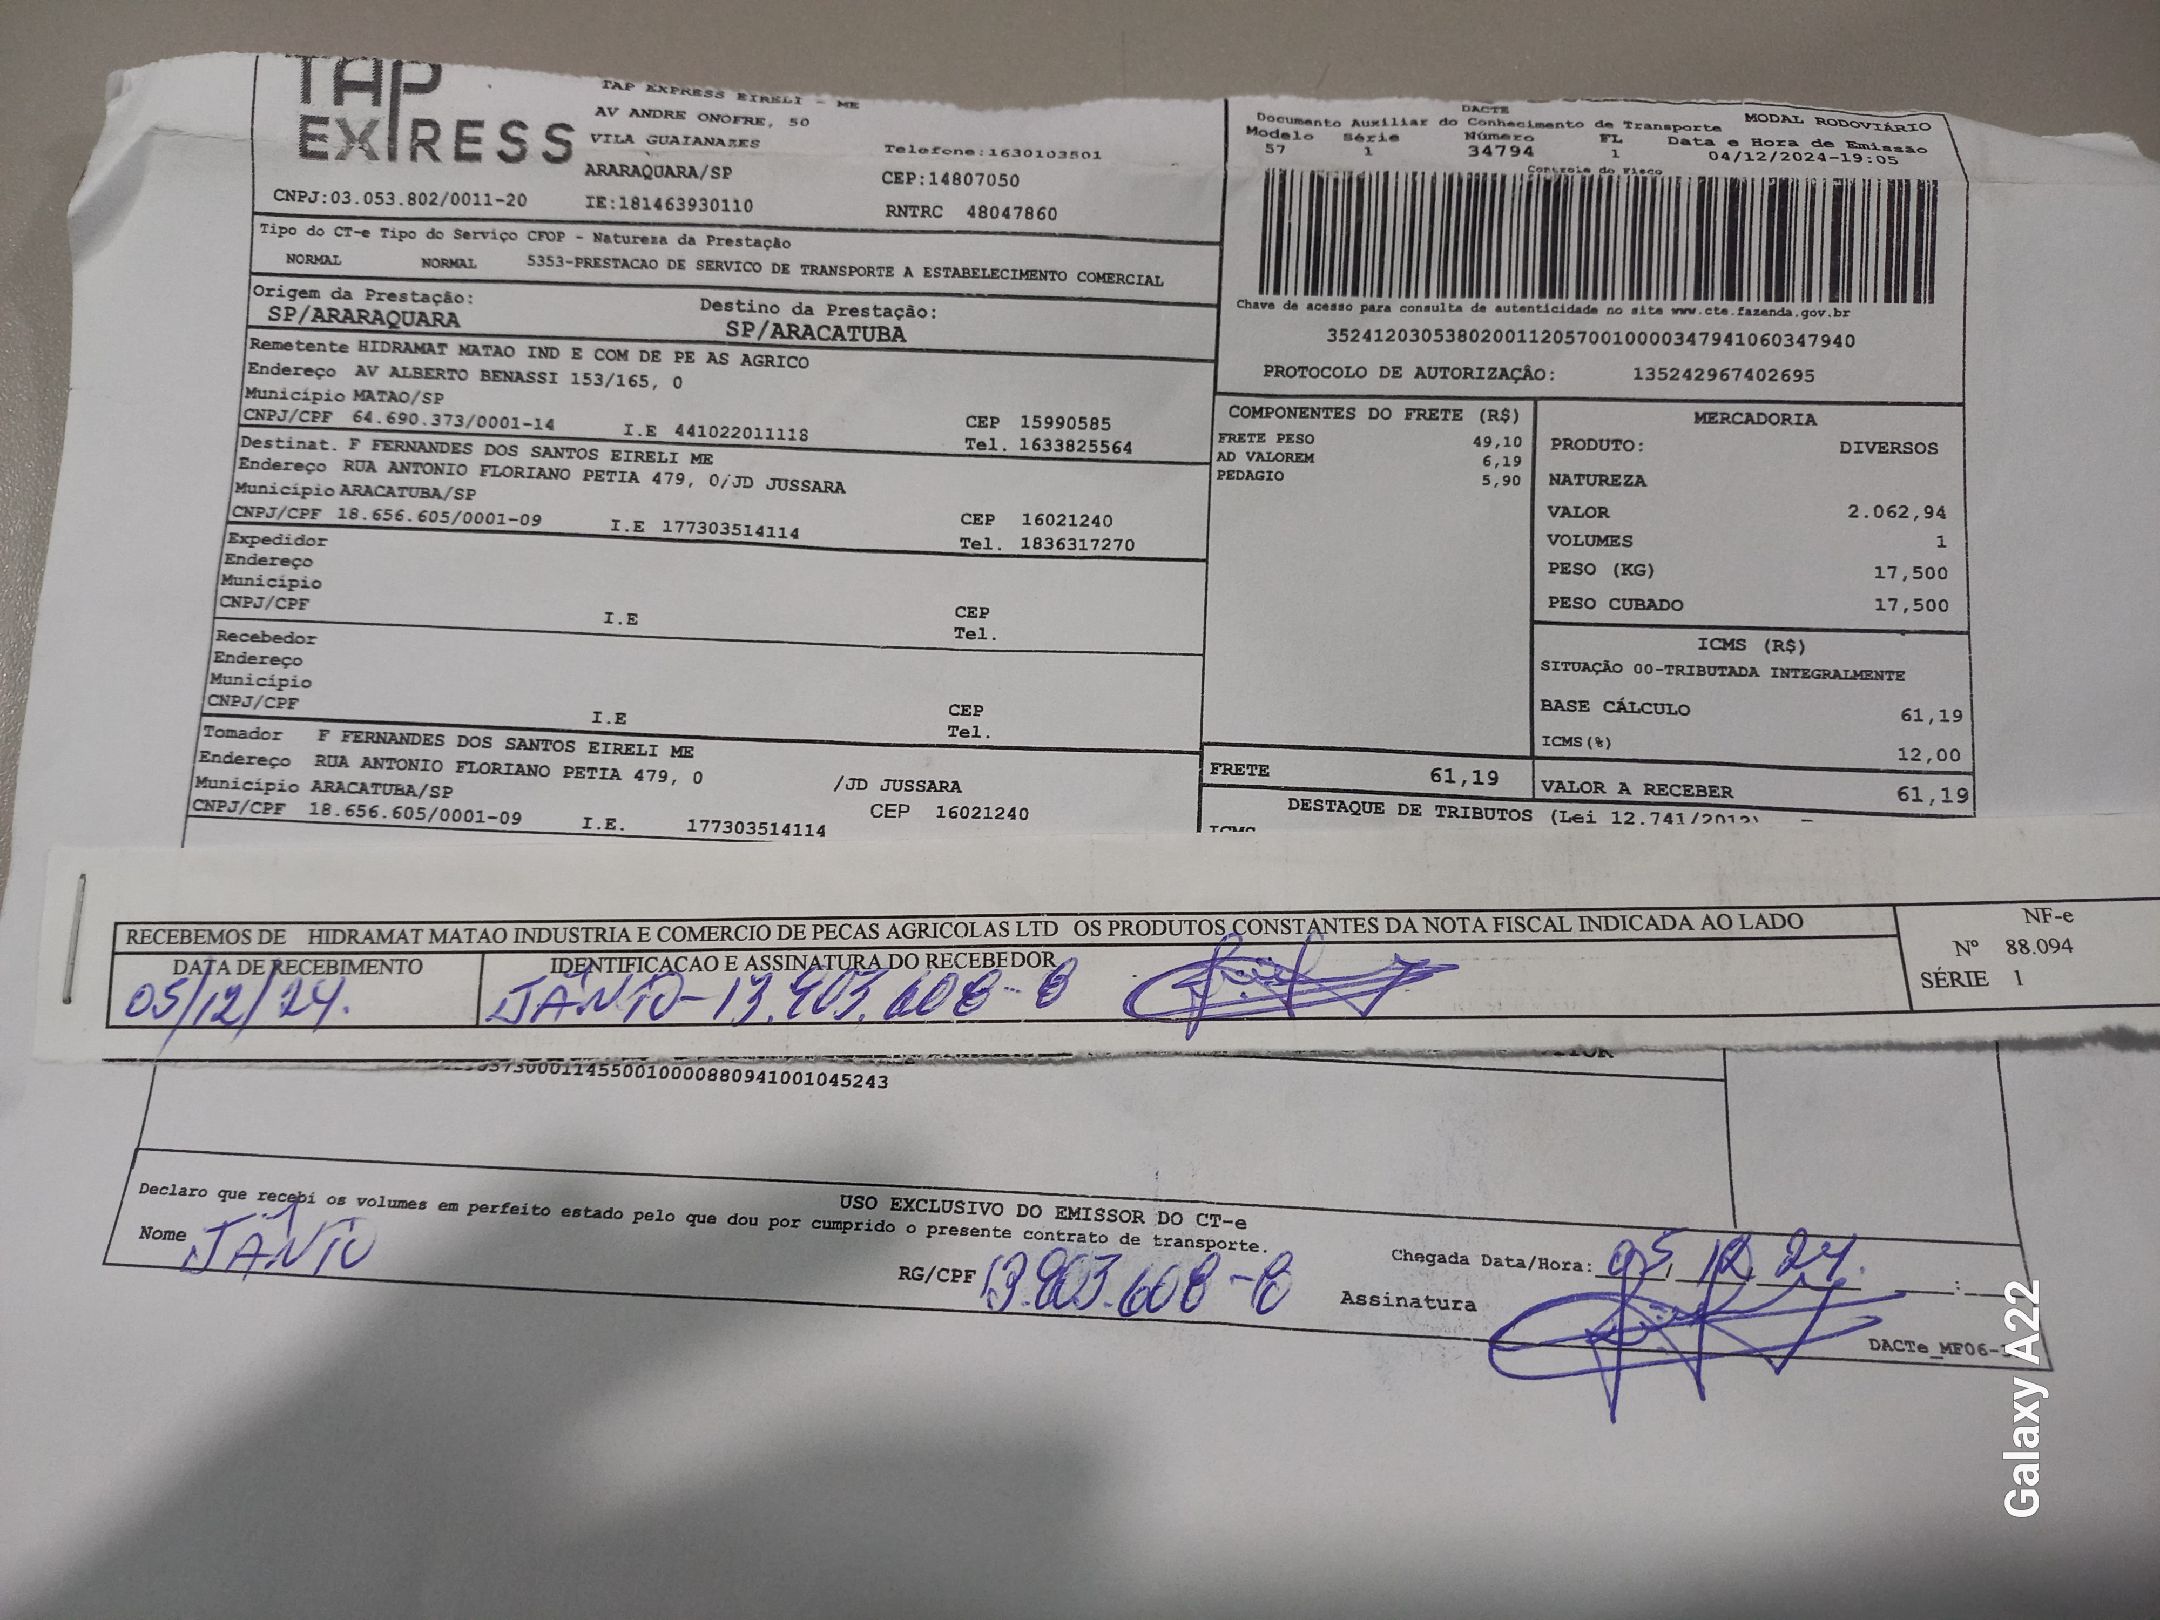 TAP
EXPRESS
TAP EXPRESS EIRELI - ME
AV ANDRE ONOFRE, 50
VILA GUAIANAZES
Telefone:1630103501
ARARAQUARA/SP
CEP:14807050
CNPJ:03.053.802/0011-20 IE:181463930110 RNTRC 48047860
DACTE
Documento Auxiliar do Conhecimento de Transporte MODAL RODOVIÁRIO
Modelo Série Número FL Data e Hora de Emissão
57 1 34794 1 04/12/2024-19:05
Controle do Fisco
Chave de acesso para consulta de autenticidade no site www.cte.fazenda.gov.br
35241203053802001120570010000347941060347940
PROTOCOLO DE AUTORIZAÇÃO: 135242967402695
Tipo do CT-e Tipo do Serviço CFOP - Natureza da Prestação
NORMAL NORMAL 5353-PRESTACAO DE SERVICO DE TRANSPORTE A ESTABELECIMENTO COMERCIAL
Origem da Prestação: Destino da Prestação:
SP/ARARAQUARA SP/ARACATUBA
Remetente HIDRAMAT MATAO IND E COM DE PE AS AGRICO
Endereço AV ALBERTO BENASSI 153/165, 0
Município MATAO/SP CEP 15990585
CNPJ/CPF 64.690.373/0001-14 I.E 441022011118 Tel. 1633825564
Destinat. F FERNANDES DOS SANTOS EIRELI ME
Endereço RUA ANTONIO FLORIANO PETIA 479, 0/JD JUSSARA
Município ARACATUBA/SP CEP 16021240
CNPJ/CPF 18.656.605/0001-09 I.E 177303514114 Tel. 1836317270
Expedidor
Endereço
Município CEP
CNPJ/CPF I.E Tel.
Recebedor
Endereço
Município CEP
CNPJ/CPF I.E Tel.
Tomador F FERNANDES DOS SANTOS EIRELI ME
Endereço RUA ANTONIO FLORIANO PETIA 479, 0 /JD JUSSARA
Município ARACATUBA/SP CEP 16021240
CNPJ/CPF 18.656.605/0001-09 I.E. 177303514114
COMPONENTES DO FRETE (R$)
FRETE PESO 49,10
AD VALOREM 6,19
PEDAGIO 5,90
FRETE 61,19
MERCADORIA
PRODUTO: DIVERSOS
NATUREZA
VALOR 2.062,94
VOLUMES 1
PESO (KG) 17,500
PESO CUBADO 17,500
ICMS (R$)
SITUAÇÃO 00-TRIBUTADA INTEGRALMENTE
BASE CÁLCULO 61,19
ICMS(%) 12,00
VALOR A RECEBER 61,19
DESTAQUE DE TRIBUTOS (Lei 12.741/2012)
ICMS
RECEBEMOS DE HIDRAMAT MATAO INDUSTRIA E COMERCIO DE PECAS AGRICOLAS LTD OS PRODUTOS CONSTANTES DA NOTA FISCAL INDICADA AO LADO
NF-e
Nº 88.094
SÉRIE 1
DATA DE RECEBIMENTO IDENTIFICACAO E ASSINATURA DO RECEBEDOR
05/12/24. JÂNIO-13.803.608-8
73000114550010000880941001045243
USO EXCLUSIVO DO EMISSOR DO CT-e
Declaro que recebi os volumes em perfeito estado pelo que dou por cumprido o presente contrato de transporte.
Nome JÂNIO RG/CPF 13.803.608-8 Chegada Data/Hora: 05, 12 24. :
Assinatura
DACTe_MF06-
Galaxy A22